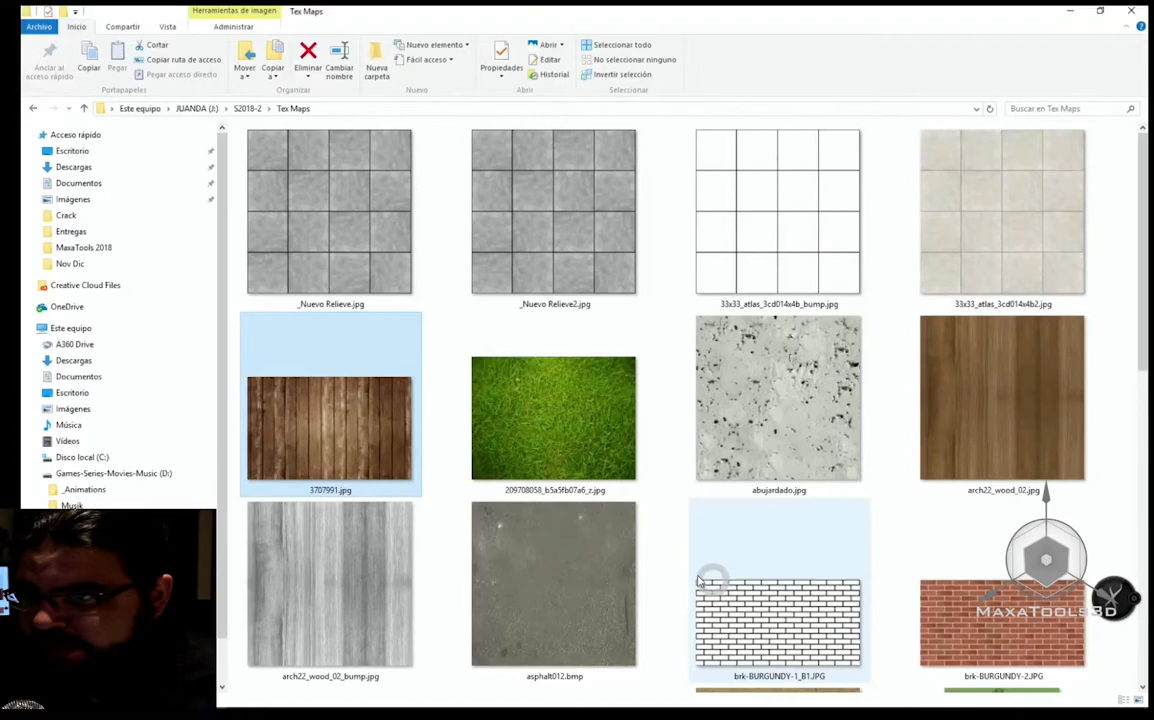 Herramientas de imagen
Tex Maps
Archivo
Inicio
Compartir
Vista
Administrar
Anclar al acceso rápido
Copiar
Pegar
Cortar
Copiar ruta de acceso
Pegar acceso directo
Portapapeles
Mover a
Copiar a
Eliminar
Cambiar nombre
Organizar
Nueva carpeta
Nuevo elemento
Fácil acceso
Nuevo
Propiedades
Abrir
Editar
Historial
Abrir
Seleccionar todo
No seleccionar ninguno
Invertir selección
Seleccionar
Este equipo > JUANDA (J:) > S2018-2 > Tex Maps
Buscar en Tex Maps
Acceso rápido
Escritorio
Descargas
Documentos
Imágenes
Crack
Entregas
MaxaTools 2018
Nov Dic
Creative Cloud Files
OneDrive
Este equipo
A360 Drive
Descargas
Documentos
Escritorio
Imágenes
Música
Vídeos
Disco local (C:)
Games-Series-Movies-Music (D:)
_Animations
Musik
_Nuevo Relieve.jpg
_Nuevo Relieve2.jpg
33x33_atlas_3cd014x4b_bump.jpg
33x33_atlas_3cd014x4b2.jpg
3707991.jpg
209708058_b5a5fb07a6_z.jpg
abujardado.jpg
arch22_wood_02.jpg
arch22_wood_02_bump.jpg
asphalt012.bmp
brk-BURGUNDY-1_B1.JPG
brk-BURGUNDY-2.JPG
MAXATOOLS3D